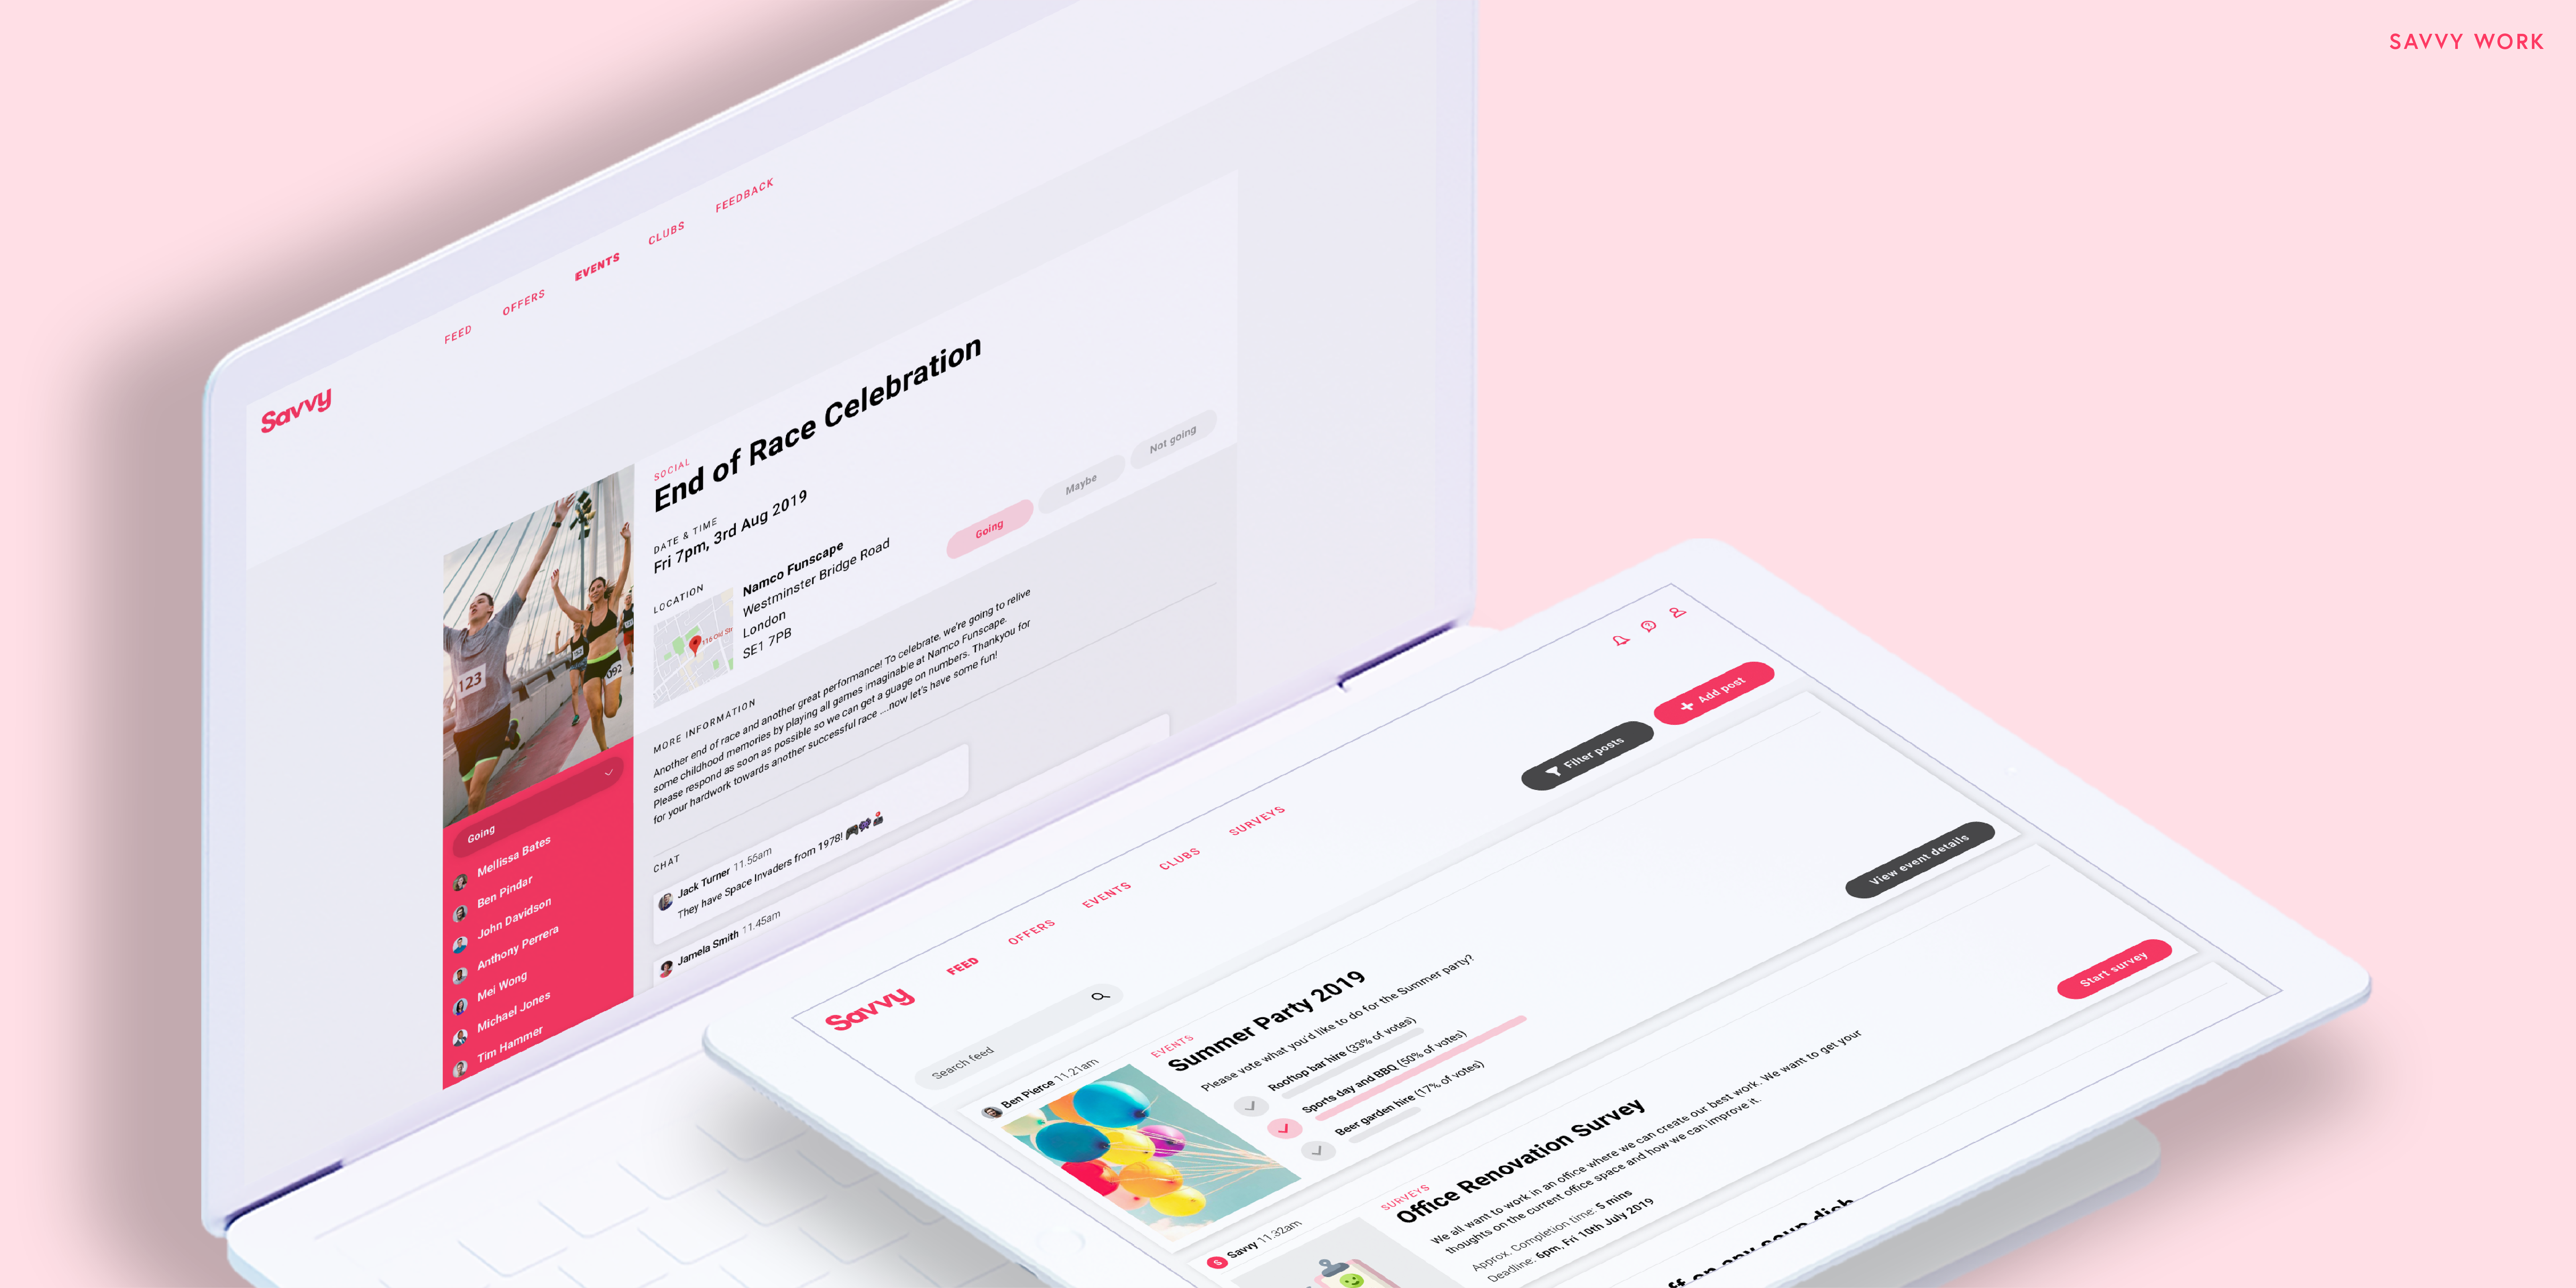 SAVVY WORK
Savvy
FEED
OFFERS
EVENTS
CLUBS
FEEDBACK
SOCIAL
End of Race Celebration
DATE & TIME
Fri 7pm, 3rd Aug 2019
LOCATION
116 Old Str
Namco Funscape
Westminster Bridge Road
London
SE1 7PB
Going
Maybe
Not going
MORE INFORMATION
Another end of race and another great performance! To celebrate, we're going to relive
some childhood memories by playing all games imaginable at Namco Funscape.
Please respond as soon as possible so we can get a guage on numbers. Thankyou for
for your hardwork towards another successful race ....now let's have some fun!
CHAT
Jack Turner 11.55am
They have Space Invaders from 1978! 🎮👾🕹️
Jamela Smith 11.45am
123
092
Going
Mellissa Bates
Ben Pindar
John Davidson
Anthony Perrera
Mei Wong
Michael Jones
Tim Hammer
Savvy
FEED
OFFERS
EVENTS
CLUBS
SURVEYS
Search feed
Filter posts
Add post
Ben Pierce 11.21am
EVENTS
Summer Party 2019
Please vote what you'd like to do for the Summer party?
Rooftop bar hire (33% of votes)
Sports day and BBQ (50% of votes)
Beer garden hire (17% of votes)
View event details
S Savvy 11.32am
SURVEYS
Office Renovation Survey
We all want to work in an office where we can create our best work. We want to get your
thoughts on the current office space and how we can improve it.
Approx. Completion time: 5 mins
Deadline: 6pm, Fri 10th July 2019
Start survey